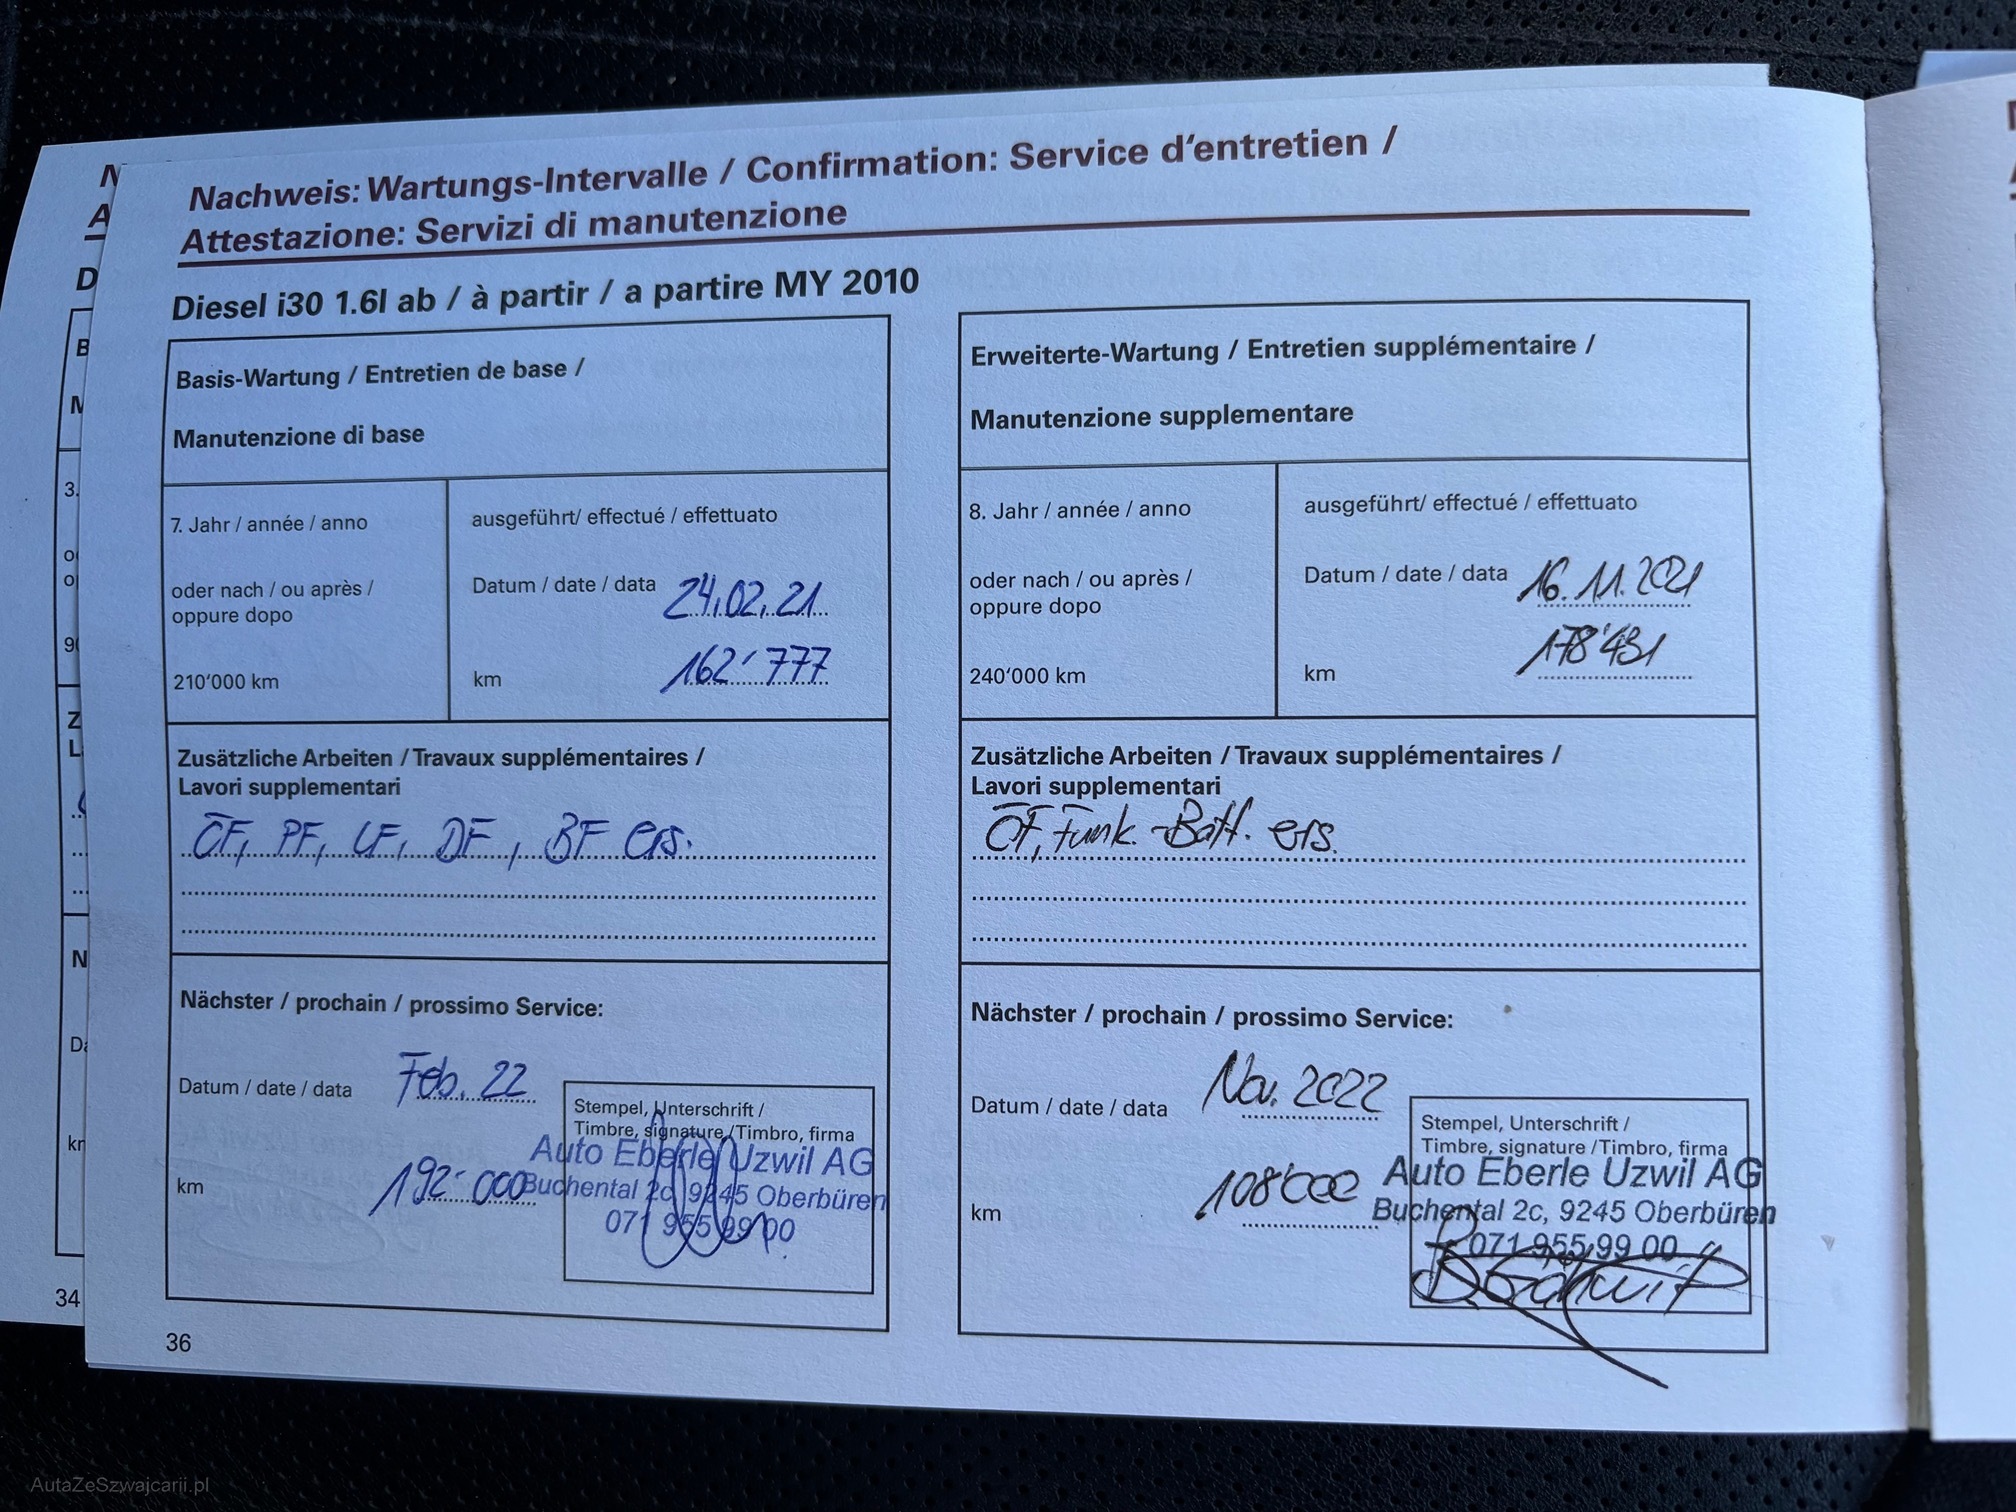 Nachweis: Wartungs-Intervalle / Confirmation: Service d'entretien /
Attestazione: Servizi di manutenzione
Diesel i30 1.6l ab / à partir / a partire MY 2010
Basis-Wartung / Entretien de base /
Manutenzione di base
7. Jahr / année / anno
oder nach / ou après /
oppure dopo
210'000 km
ausgeführt/ effectué / effettuato
Datum / date / data 24.02.21
km 162'777
Zusätzliche Arbeiten / Travaux supplémentaires /
Lavori supplementari
ÖF, PF, LF, DF, BF ers.
Nächster / prochain / prossimo Service:
Datum / date / data Feb. 22
km 192'000
Stempel, Unterschrift /
Timbre, signature /Timbro, firma
Auto Eberle Uzwil AG
Buchental 2c, 9245 Oberbüren
071 955 99 00
36
Erweiterte-Wartung / Entretien supplémentaire /
Manutenzione supplementare
8. Jahr / année / anno
oder nach / ou après /
oppure dopo
240'000 km
ausgeführt/ effectué / effettuato
Datum / date / data 16.11.2021
km 178'431
Zusätzliche Arbeiten / Travaux supplémentaires /
Lavori supplementari
ÖF, Funk-Batt. ers.
Nächster / prochain / prossimo Service:
Datum / date / data Nov. 2022
km 108'000
Stempel, Unterschrift /
Timbre, signature /Timbro, firma
Auto Eberle Uzwil AG
Buchental 2c, 9245 Oberbüren
071 955 99 00
34
AutaZeSzwajcarii.pl